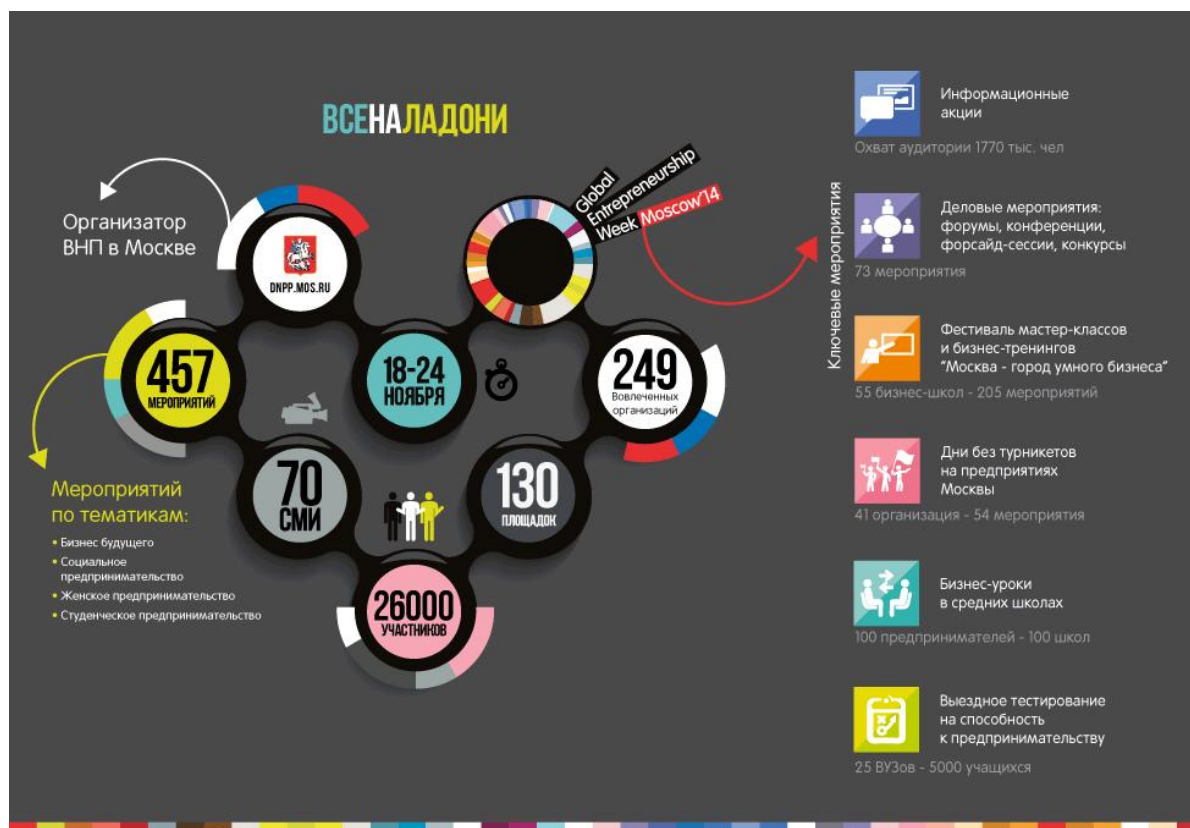 ВСЕНАЛАДОНИ
Организатор
ВНП в Москве
DNPP.MOS.RU
Global
Entrepreneurship
Week Moscow'14
457
МЕРОПРИЯТИЙ
18-24
НОЯБРЯ
249
Вовлеченных
организаций
70
СМИ
130
ПЛОЩАДОК
26000
УЧАСТНИКОВ
Мероприятий
по тематикам:
• Бизнес будущего
• Социальное
предпринимательство
• Женское предпринимательство
• Студенческое предпринимательство
Ключевые мероприятия
Информационные
акции
Охват аудитории 1770 тыс. чел
Деловые мероприятия:
форумы, конференции,
форсайд-сессии, конкурсы
73 мероприятия
Фестиваль мастер-классов
и бизнес-тренингов
"Москва - город умного бизнеса"
55 бизнес-школ - 205 мероприятий
Дни без турникетов
на предприятиях
Москвы
41 организация - 54 мероприятия
Бизнес-уроки
в средних школах
100 предпринимателей - 100 школ
Выездное тестирование
на способность
к предпринимательству
25 ВУЗов - 5000 учащихся